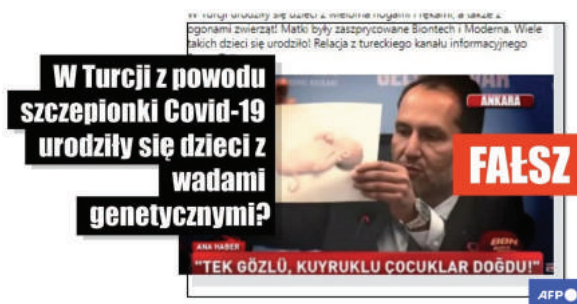 W Turcji urodziły się dzieci z wieloma nogami i rękami, a także z
ogonami zwierząt! Matki były zaszprycowane Biontech i Moderna. Wiele
takich dzieci się urodziło! Relacja z tureckiego kanału informacyjnego
W Turcji z powodu
szczepionki Covid-19
urodziły się dzieci z
wadami
genetycznymi?
ANKARA
FAŁSZ
BBN
ANA HABER
"TEK GÖZLÜ, KUYRUKLU ÇOCUKLAR DOĞDU!"
AFP